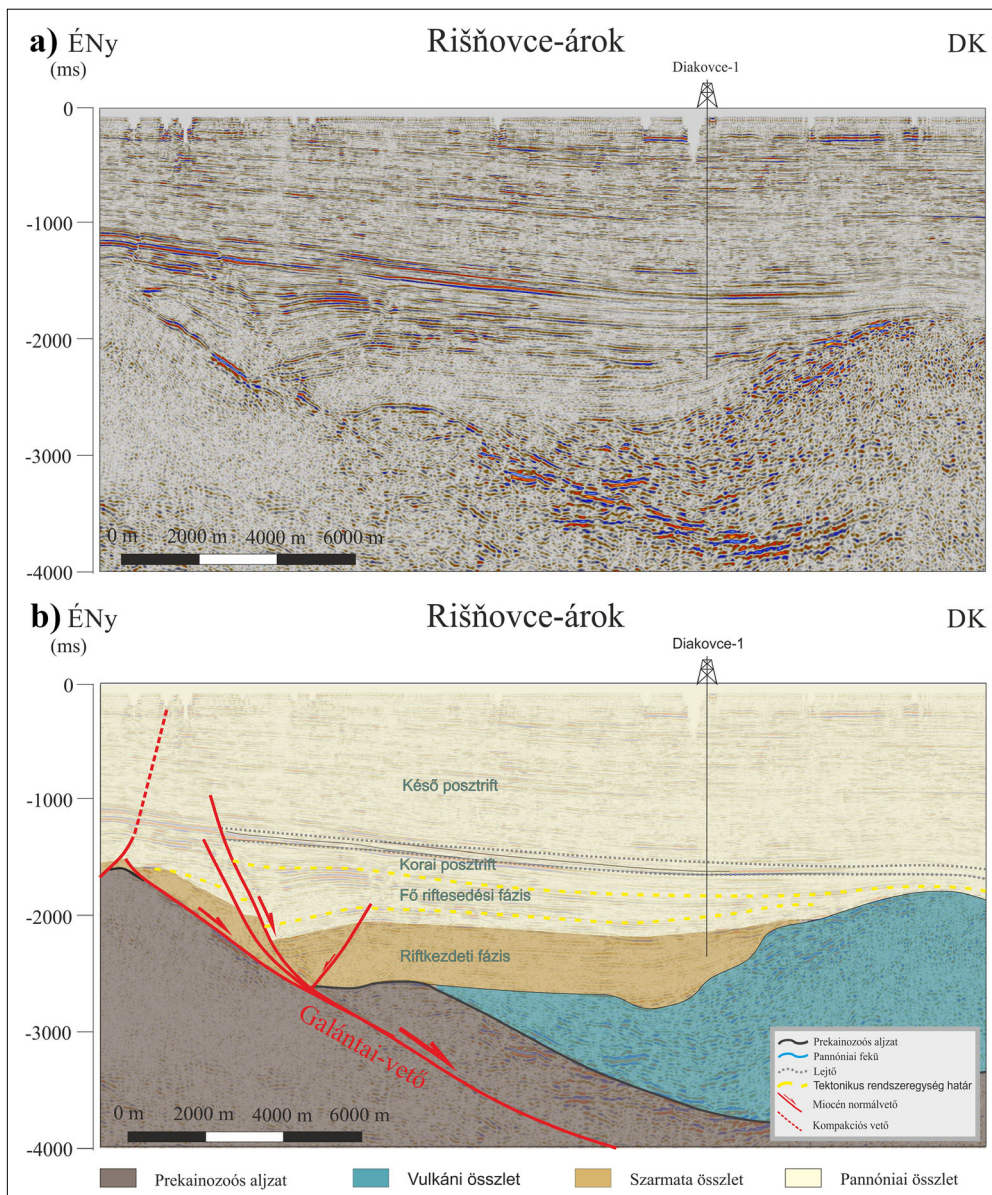 a) ÉNy Rišňovce-árok DK
(ms)
Diakovce-1
0
-1000
-2000
-3000
0 m 2000 m 4000 m 6000 m
-4000
b) ÉNy Rišňovce-árok DK
(ms)
Diakovce-1
0
Késő posztrift
-1000
Korai posztrift
Fő riftesedési fázis
-2000
Riftkezdeti fázis
Galántai-vető
-3000
Prekainozoós aljzat
Pannóniai fekü
Lejtő
Tektonikus rendszeregység határ
Miocén normálvető
Kompakciós vető
0 m 2000 m 4000 m 6000 m
-4000
Prekainozoós aljzat Vulkáni összlet Szarmata összlet Pannóniai összlet